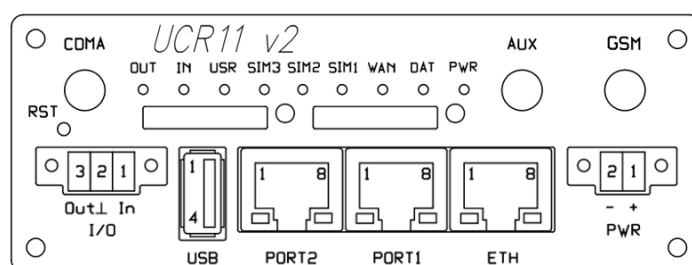 UCR11 v2
CDMA AUX GSM
OUT IN USR SIM3 SIM2 SIM1 WAN DAT PWR
RST
3 2 1 1 4 1 8 1 8 1 8 2 1
Out⊥ In - +
I/O PWR
USB PORT2 PORT1 ETH